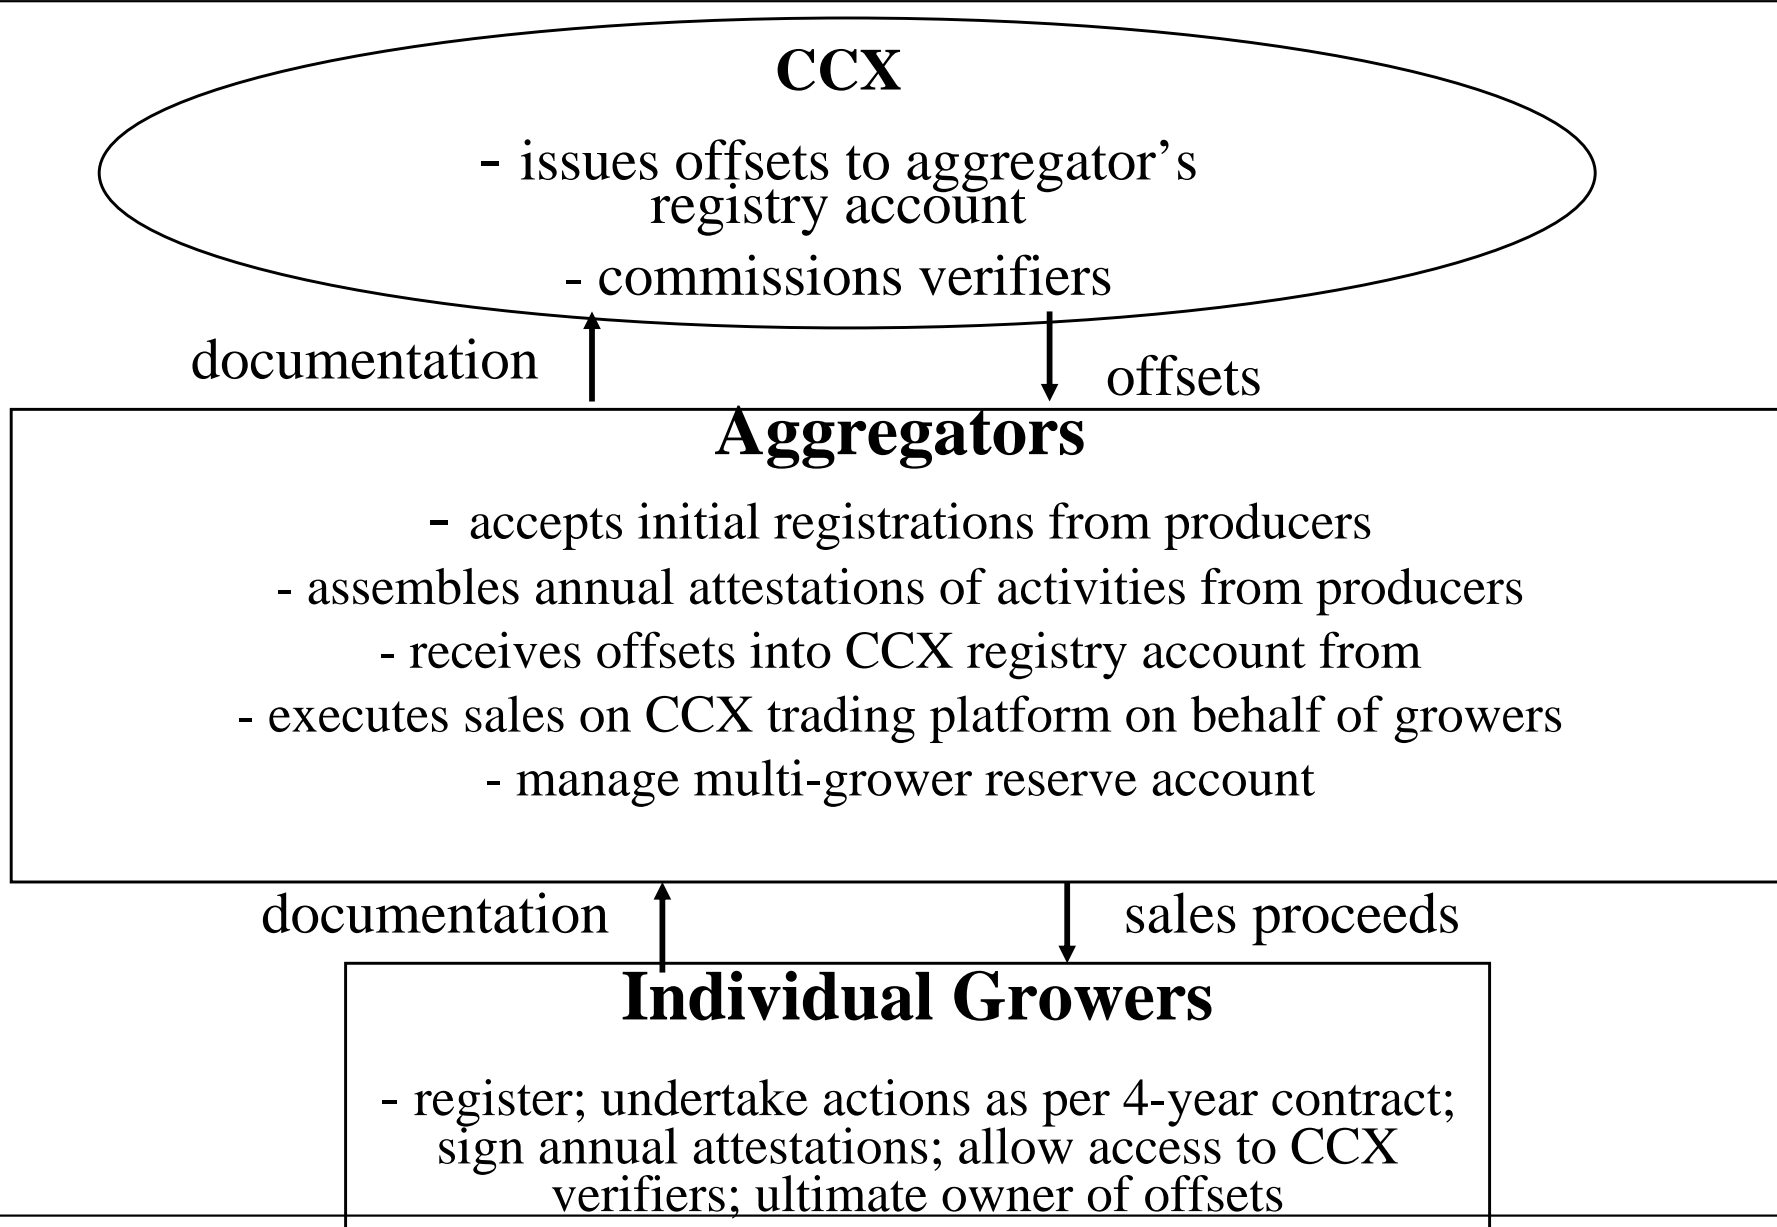 CCX
- issues offsets to aggregator’s
registry account
- commissions verifiers
documentation
offsets
Aggregators
- accepts initial registrations from producers
- assembles annual attestations of activities from producers
- receives offsets into CCX registry account from
- executes sales on CCX trading platform on behalf of growers
- manage multi-grower reserve account
documentation
sales proceeds
Individual Growers
- register; undertake actions as per 4-year contract;
sign annual attestations; allow access to CCX
verifiers; ultimate owner of offsets